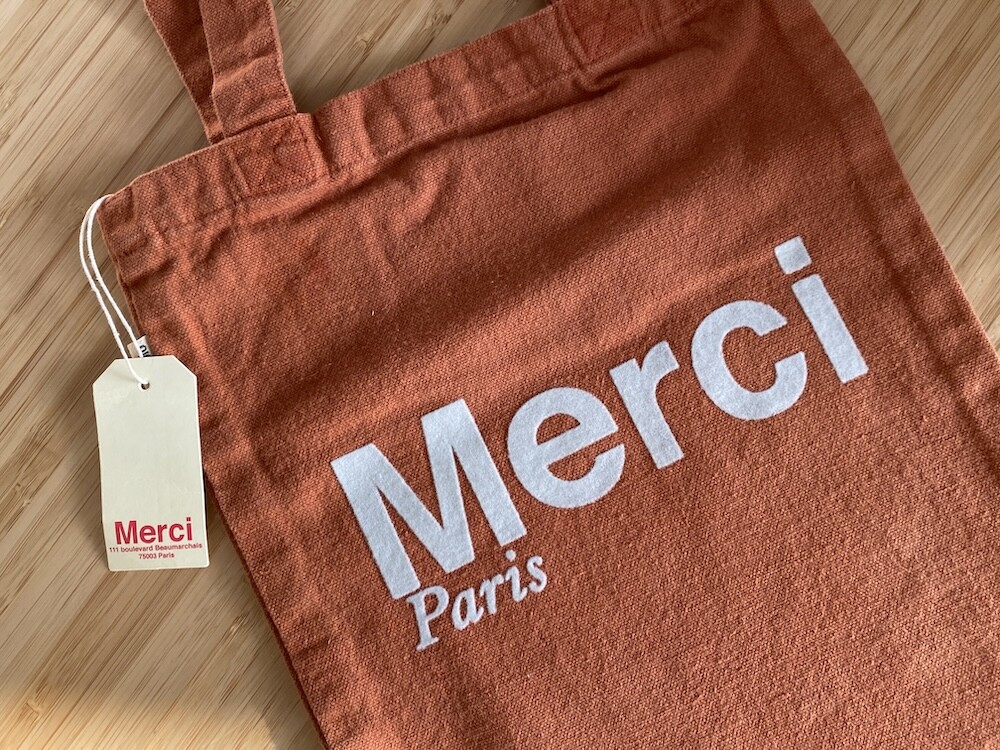 Merci
Paris
Merci
111 boulevard Beaumarchais
75003 Paris